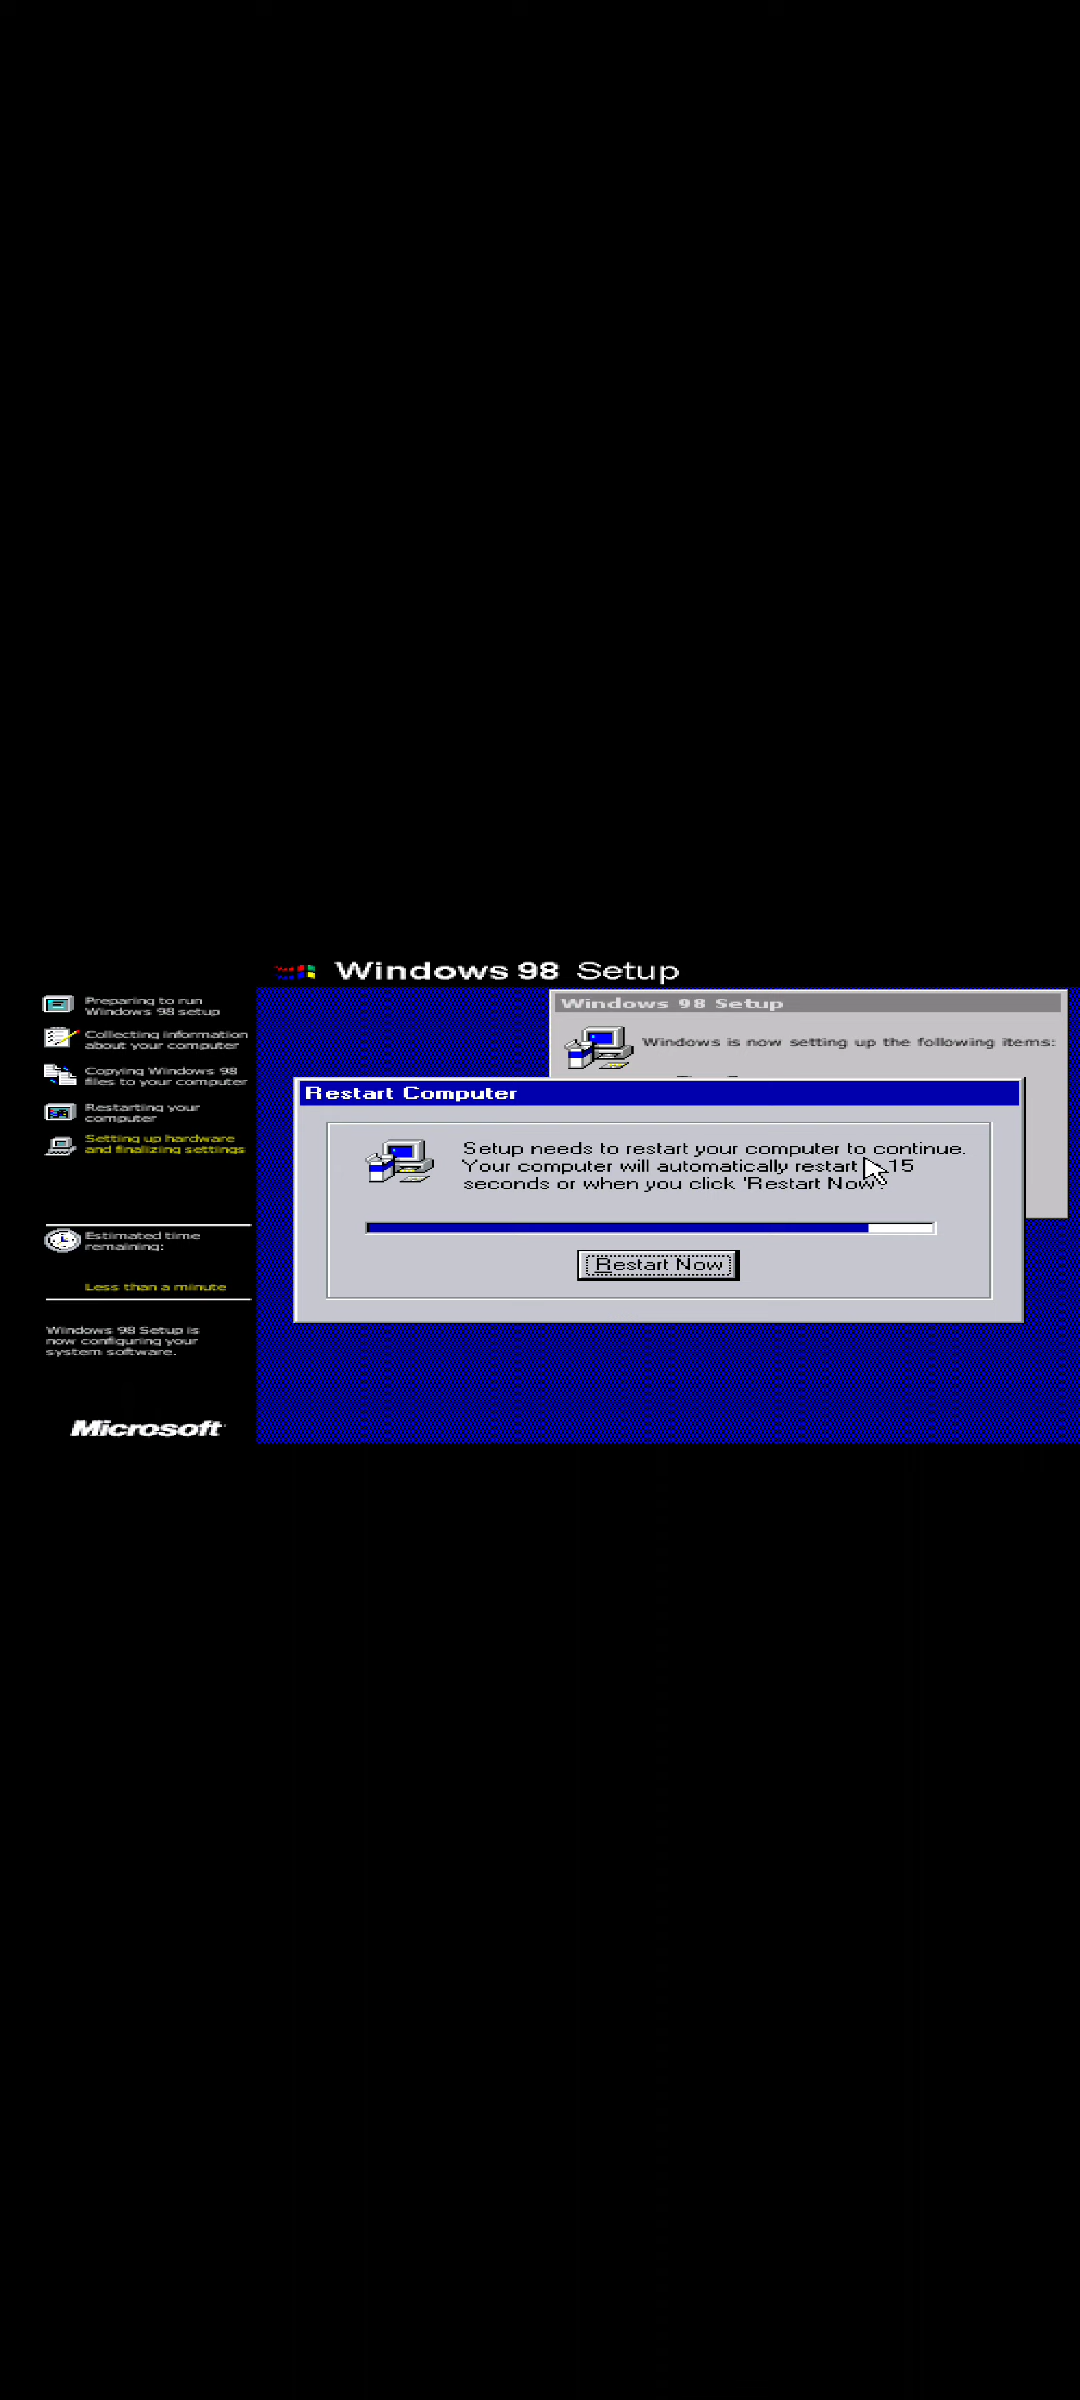 Windows 98 Setup
Preparing to run
Windows 98 setup
Collecting information
about your computer
Copying Windows 98
files to your computer
Restarting your
computer
Setting up hardware
and finalizing settings
Estimated time
remaining:
Less than a minute
Windows 98 Setup is
now configuring your
system software.
Microsoft
Windows 98 Setup
Windows is now setting up the following items:
Restart Computer
Setup needs to restart your computer to continue.
Your computer will automatically restart 15
seconds or when you click 'Restart Now'
Restart Now